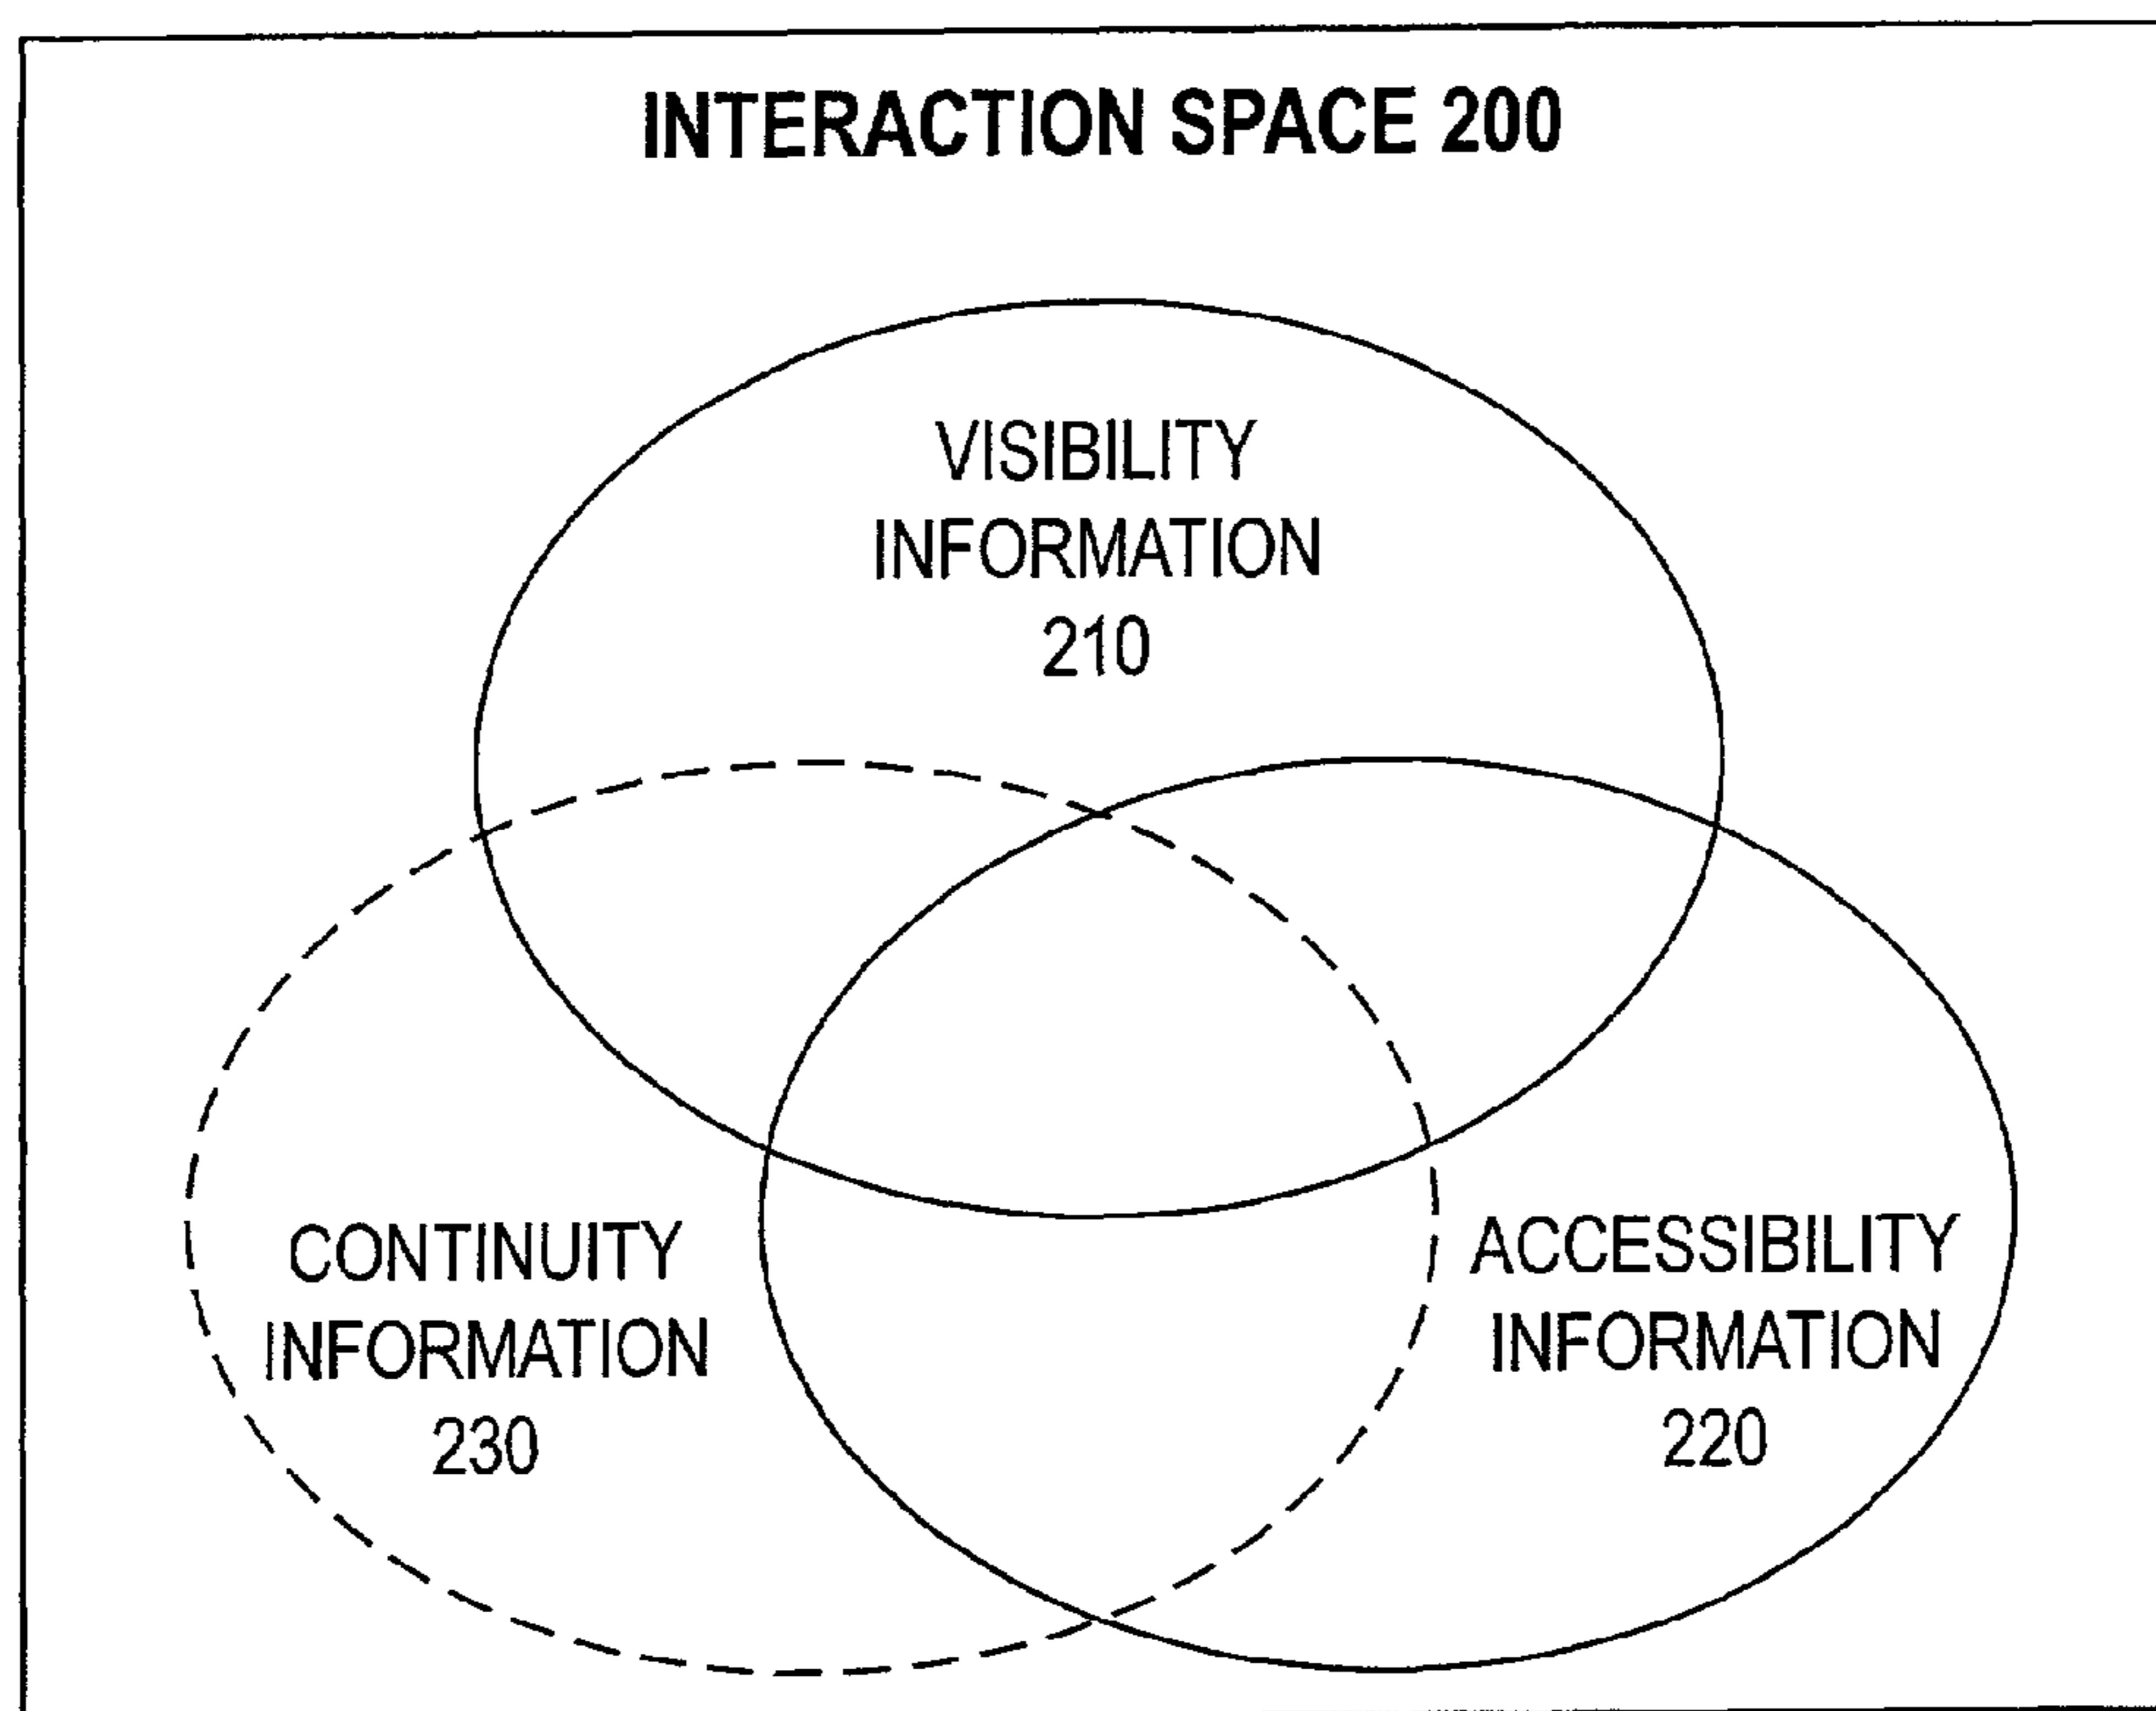 INTERACTION SPACE 200
VISIBILITY
INFORMATION
210
CONTINUITY
INFORMATION
230
ACCESSIBILITY
INFORMATION
220